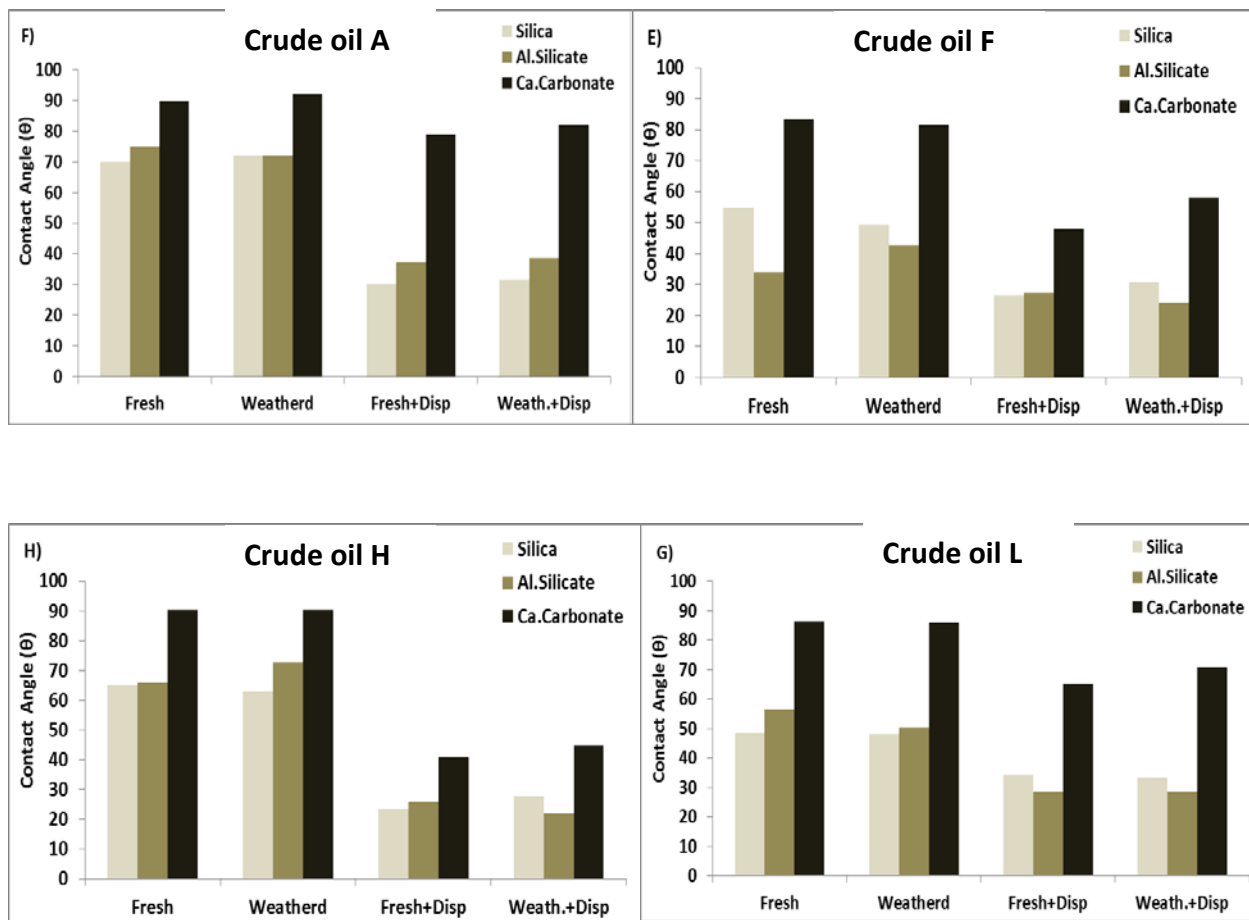 F)
Crude oil A
Silica
Al.Silicate
Ca.Carbonate
Contact Angle (θ)
100
90
80
70
60
50
40
30
20
10
0
Fresh
Weatherd
Fresh+Disp
Weath.+Disp
E)
Crude oil F
Silica
Al.Silicate
Ca.Carbonate
Contact Angle (θ)
100
90
80
70
60
50
40
30
20
10
0
Fresh
Weatherd
Fresh+Disp
Weath.+Disp
H)
Crude oil H
Silica
Al.Silicate
Ca.Carbonate
Contact Angle (θ)
100
90
80
70
60
50
40
30
20
10
0
Fresh
Weatherd
Fresh+Disp
Weath.+Disp
G)
Crude oil L
Silica
Al.Silicate
Ca.Carbonate
Contact Angle (θ)
100
90
80
70
60
50
40
30
20
10
0
Fresh
Weatherd
Fresh+Disp
Weath.+Disp